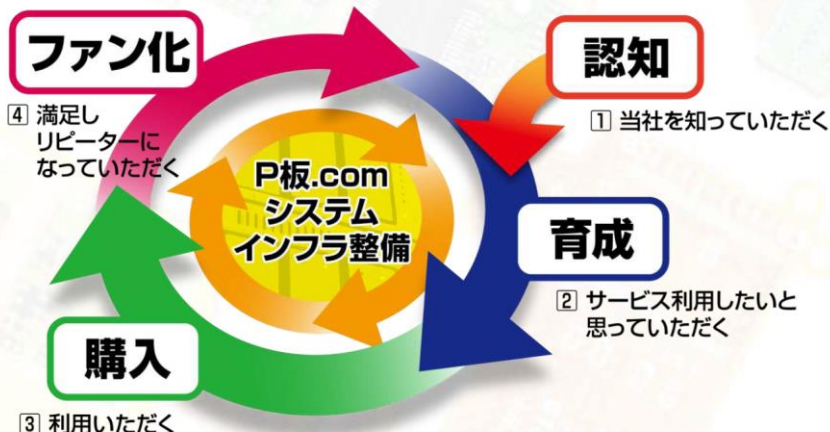 ファン化
4 満足し
リピーターに
なっていただく
認知
1 当社を知っていただく
P板.com
システム
インフラ整備
育成
2 サービス利用したいと
思っていただく
購入
3 利用いただく